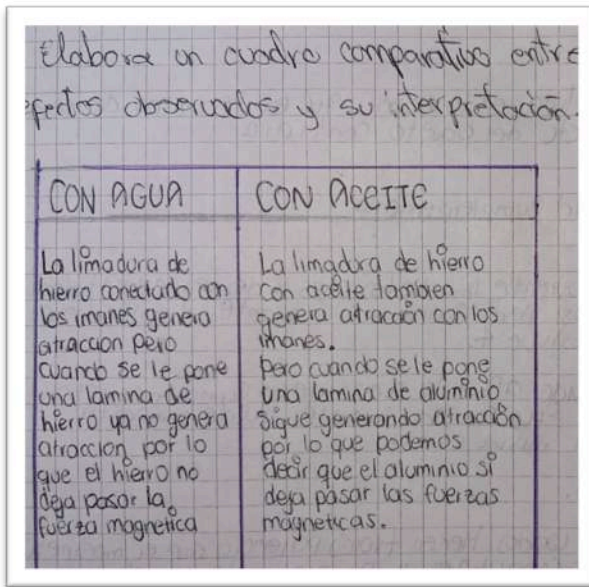 Elabora un cuadro comparativo entre
efectos observados y su interpretación.
CON AGUA
La limadura de
hierro conectado con
los imanes genera
atraccion pero
cuando se le pone
una lamina de
hierro ya no genera
atraccion por lo
que el hierro no
deja pasar la
fuerza magnetica
CON ACEITE
La limadura de hierro
con aceite tambien
genera atracción con los
imanes.
Pero cuando se le pone
una lamina de aluminio
sigue generando atracción
por lo que podemos
decir que el aluminio si
deja pasar las fuerzas
magneticas.